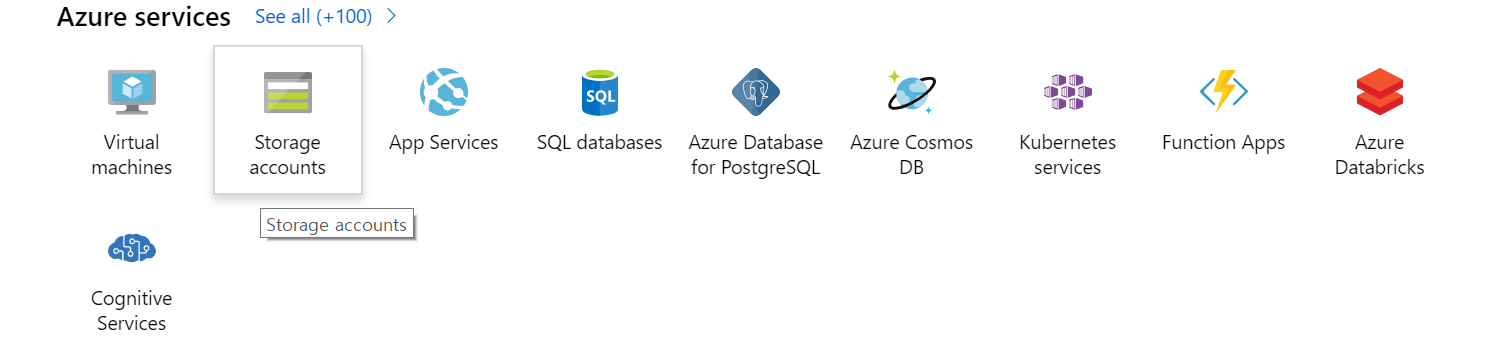 Azure services See all (+100) >
SQL
Virtual
machines
Storage
accounts
App Services
SQL databases
Azure Database
for PostgreSQL
Azure Cosmos
DB
Kubernetes
services
Function Apps
Azure
Databricks
Storage accounts
Cognitive
Services